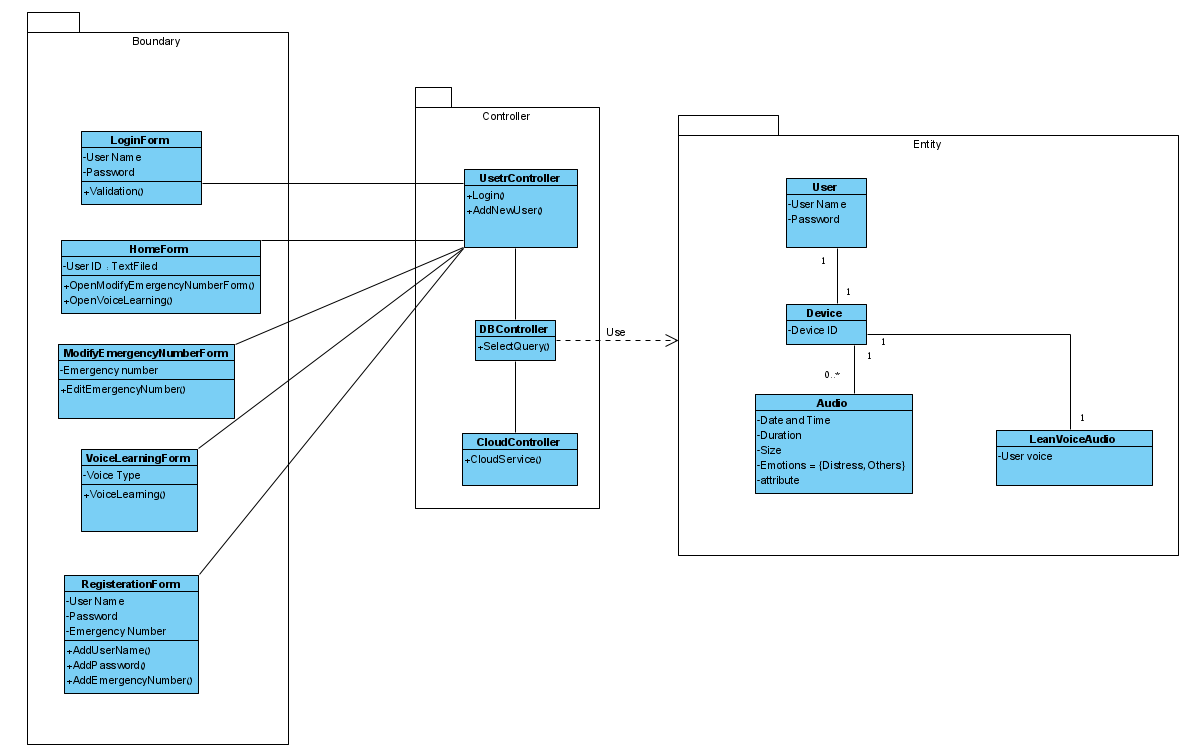 Boundary
LoginForm
-User Name
-Password
+Validation()
HomeForm
-User ID : TextFiled
+OpenModifyEmergencyNumberForm()
+OpenVoiceLearning()
ModifyEmergencyNumberForm
-Emergency number
+EditEmergencyNumber()
VoiceLearningForm
-Voice Type
+VoiceLearning()
RegisterationForm
-User Name
-Password
-Emergency Number
+AddUserName()
+AddPassword()
+AddEmergencyNumber()
Controller
UsetrController
+Login()
+AddNewUser()
DBController
+SelectQuery()
CloudController
+CloudService()
Use
Entity
User
-User Name
-Password
1
1
Device
-Device ID
1
1
0..*
Audio
-Date and Time
-Duration
-Size
-Emotions = {Distress, Others}
-attribute
1
LeanVoiceAudio
-User voice